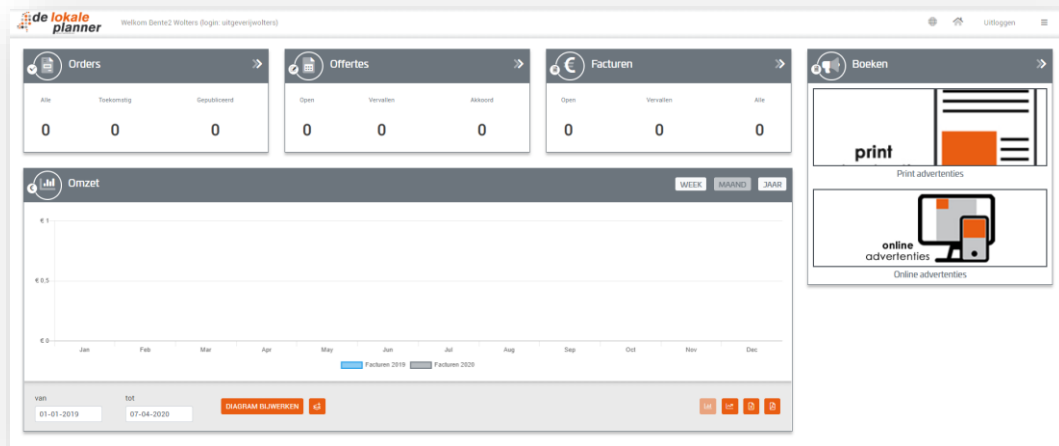 de lokale
planner
Welkom Bente2 Wolters (login: uitgeverijwolters)
Uitloggen
Orders
Alle Toekomstig Gepubliceerd
0 0 0
Offertes
Open Vervallen Akkoord
0 0 0
€ Facturen
Open Vervallen Alle
0 0 0
Boeken
print
Print advertenties
online
advertenties
Online advertenties
Omzet
WEEK MAAND JAAR
€ 1
€ 0.5
€ 0
Jan Feb Mar Apr May Jun Jul Aug Sep Oct Nov Dec
Facturen 2019 Facturen 2020
van tot
01-01-2019 07-04-2020 DIAGRAM BIJWERKEN